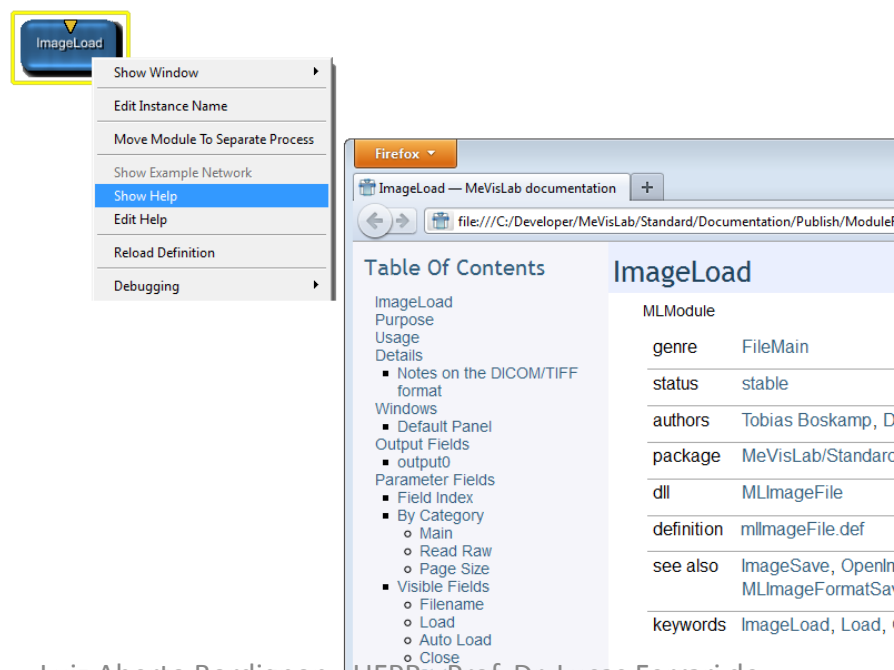 ImageLoad
Show Window
Edit Instance Name
Move Module To Separate Process
Show Example Network
Show Help
Edit Help
Reload Definition
Debugging
Firefox
ImageLoad — MeVisLab documentation
file:///C:/Developer/MeVisLab/Standard/Documentation/Publish/ModuleR
Table Of Contents
ImageLoad
Purpose
Usage
Details
Notes on the DICOM/TIFF
format
Windows
Default Panel
Output Fields
output0
Parameter Fields
Field Index
By Category
Main
Read Raw
Page Size
Visible Fields
Filename
Load
Auto Load
Close
ImageLoad
MLModule
genre FileMain
status stable
authors Tobias Boskamp, D
package MeVisLab/Standard
dll MLImageFile
definition mlImageFile.def
see also ImageSave, OpenIm
MLImageFormatSav
keywords ImageLoad, Load,